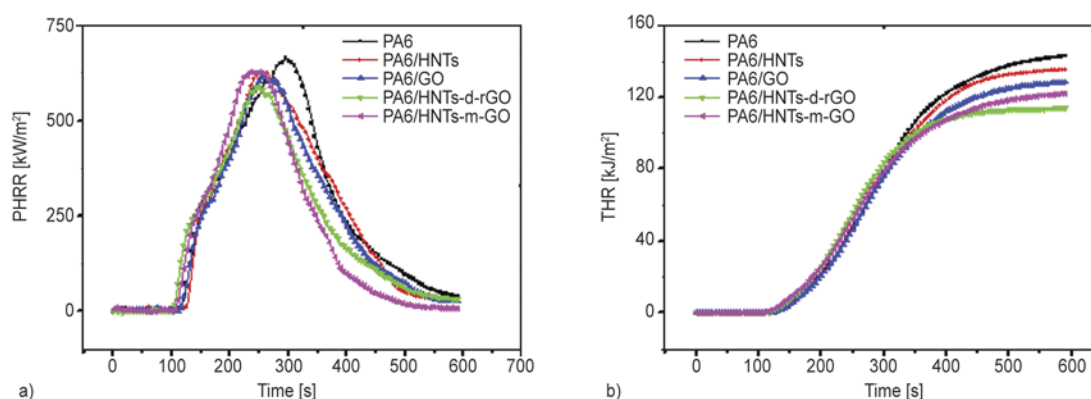 750
500
250
0
PHRR [kW/m²]
PA6
PA6/HNTs
PA6/GO
PA6/HNTs-d-rGO
PA6/HNTs-m-GO
0 100 200 300 400 500 600 700
Time [s]
a)
160
120
80
40
0
THR [kJ/m²]
PA6
PA6/HNTs
PA6/GO
PA6/HNTs-d-rGO
PA6/HNTs-m-GO
0 100 200 300 400 500 600
Time [s]
b)